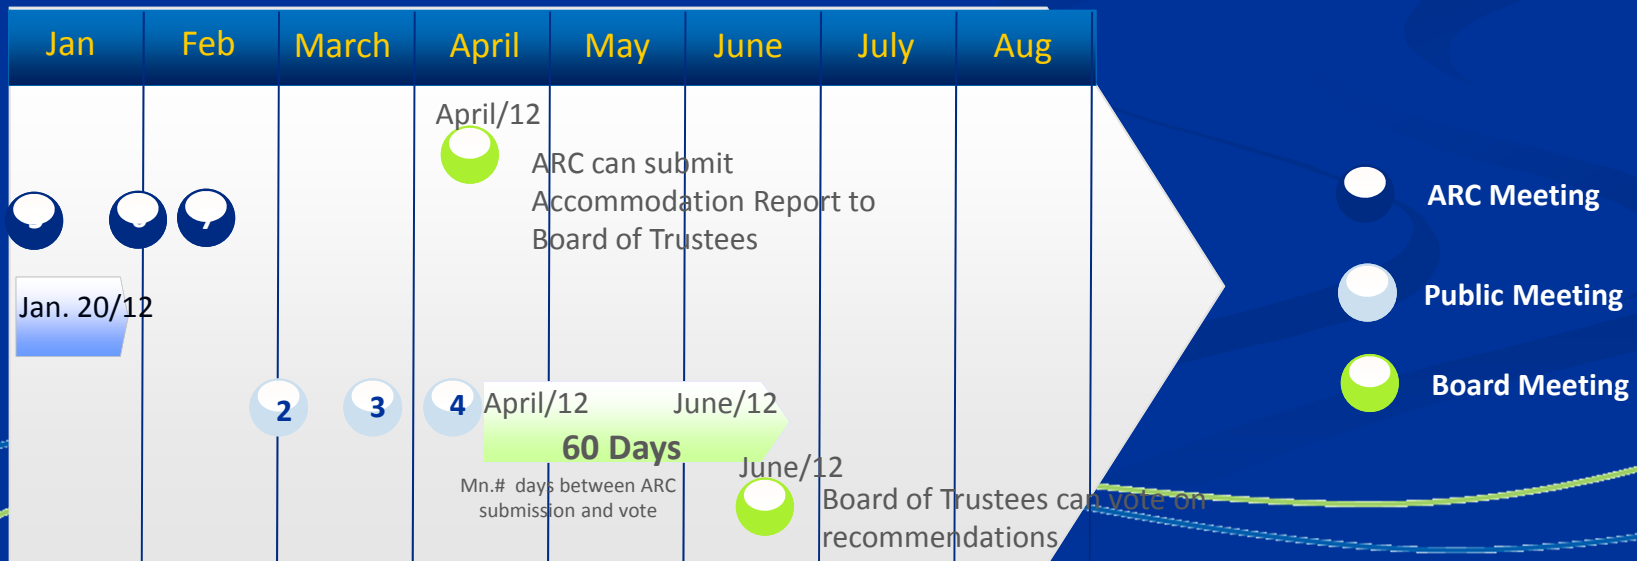 Jan Feb March April May June July Aug
April/12
ARC can submit
Accommodation Report to
Board of Trustees
7
Jan. 20/12
2 3 4
April/12 June/12
60 Days
Mn.# days between ARC
submission and vote
June/12
Board of Trustees can vote on
recommendations
ARC Meeting
Public Meeting
Board Meeting